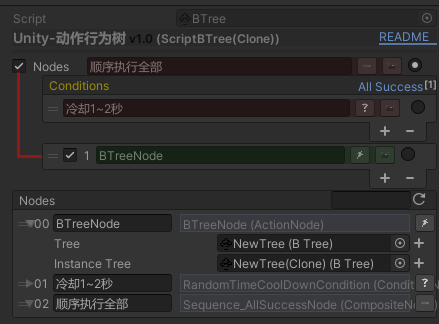 Script BTree
Unity-动作行为树 v1.0 (ScriptBTree(Clone)) README
Nodes 顺序执行全部
Conditions All Success[1]
冷却1~2秒 ?
+ −
1 BTreeNode
+ −
Nodes
00 BTreeNode BTreeNode (ActionNode)
Tree NewTree (B Tree) +
Instance Tree NewTree(Clone) (B Tree) +
01 冷却1~2秒 RandomTimeCoolDownCondition (Conditio ?
02 顺序执行全部 Sequence_AllSuccessNode (CompositeNo